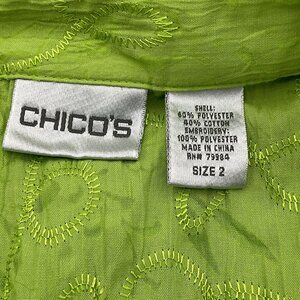 CHICO'S
SHELL:
60% POLYESTER
40% COTTON
EMBROIDERY:
100% POLYESTER
MADE IN CHINA
RN# 79984
SIZE 2